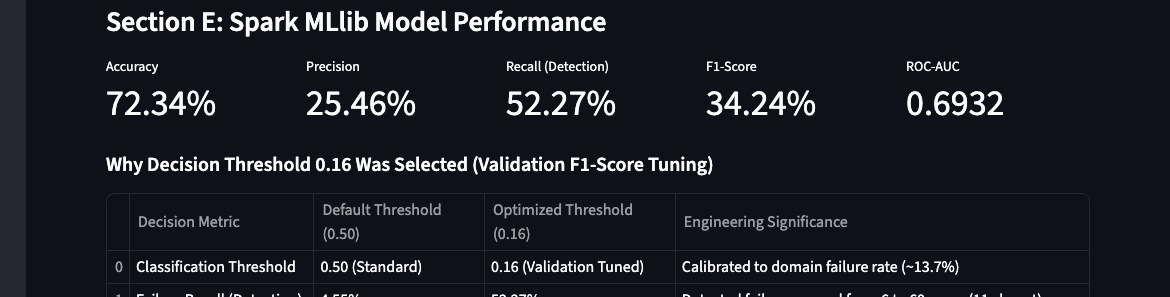 Section E: Spark MLlib Model Performance
Accuracy Precision Recall (Detection) F1-Score ROC-AUC
72.34% 25.46% 52.27% 34.24% 0.6932
Why Decision Threshold 0.16 Was Selected (Validation F1-Score Tuning)
Decision Metric Default Threshold (0.50) Optimized Threshold (0.16) Engineering Significance
0 Classification Threshold 0.50 (Standard) 0.16 (Validation Tuned) Calibrated to domain failure rate (~13.7%)